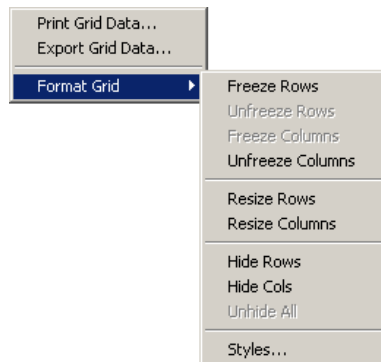 Print Grid Data...
Export Grid Data...
Format Grid
Freeze Rows
Unfreeze Rows
Freeze Columns
Unfreeze Columns
Resize Rows
Resize Columns
Hide Rows
Hide Cols
Unhide All
Styles...